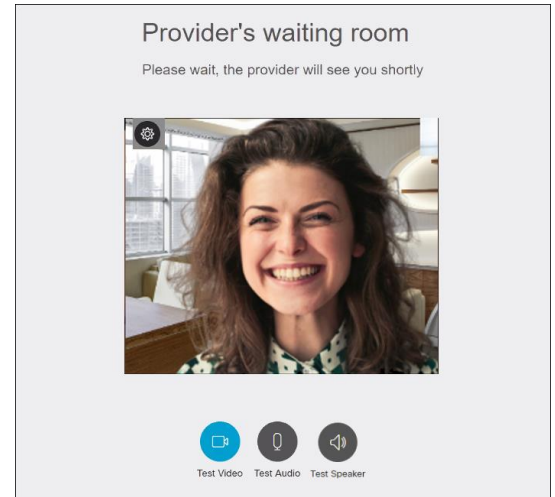 Provider's waiting room
Please wait, the provider will see you shortly
Test Video Test Audio Test Speaker